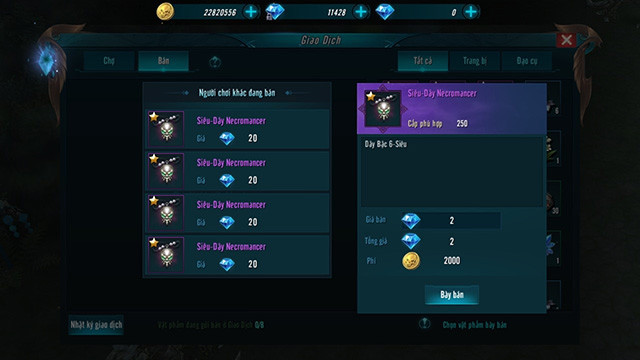 22820556
11428
0
Giao Dịch
Chợ
Bán
Tất cả
Trang bị
Đạo cụ
Người chơi khác đang bán
Siêu-Dây Necromancer
Giá 20
Siêu-Dây Necromancer
Giá 20
Siêu-Dây Necromancer
Giá 20
Siêu-Dây Necromancer
Giá 20
Siêu-Dây Necromancer
Cấp phù hợp 250
Dây Bậc 6-Siêu
Giá bán 2
Tổng giá 2
Phí 2000
Bày bán
6
1
30
1
Nhật ký giao dịch
Vật phẩm đang gửi bán ở Giao Dịch 0/8
Chọn vật phẩm bày bán